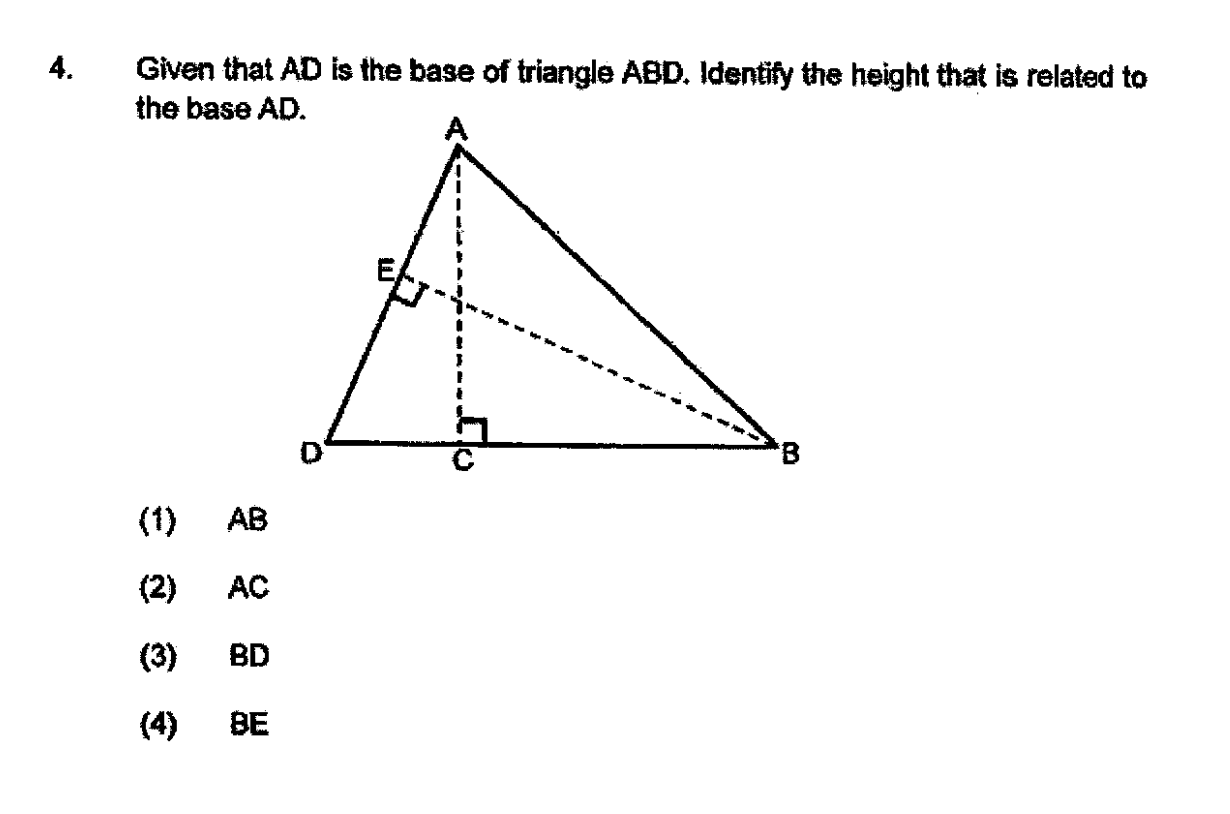 4. Given that AD is the base of triangle ABD. Identify the height that is related to
the base AD.
A
E
D
C
B
(1) AB
(2) AC
(3) BD
(4) BE